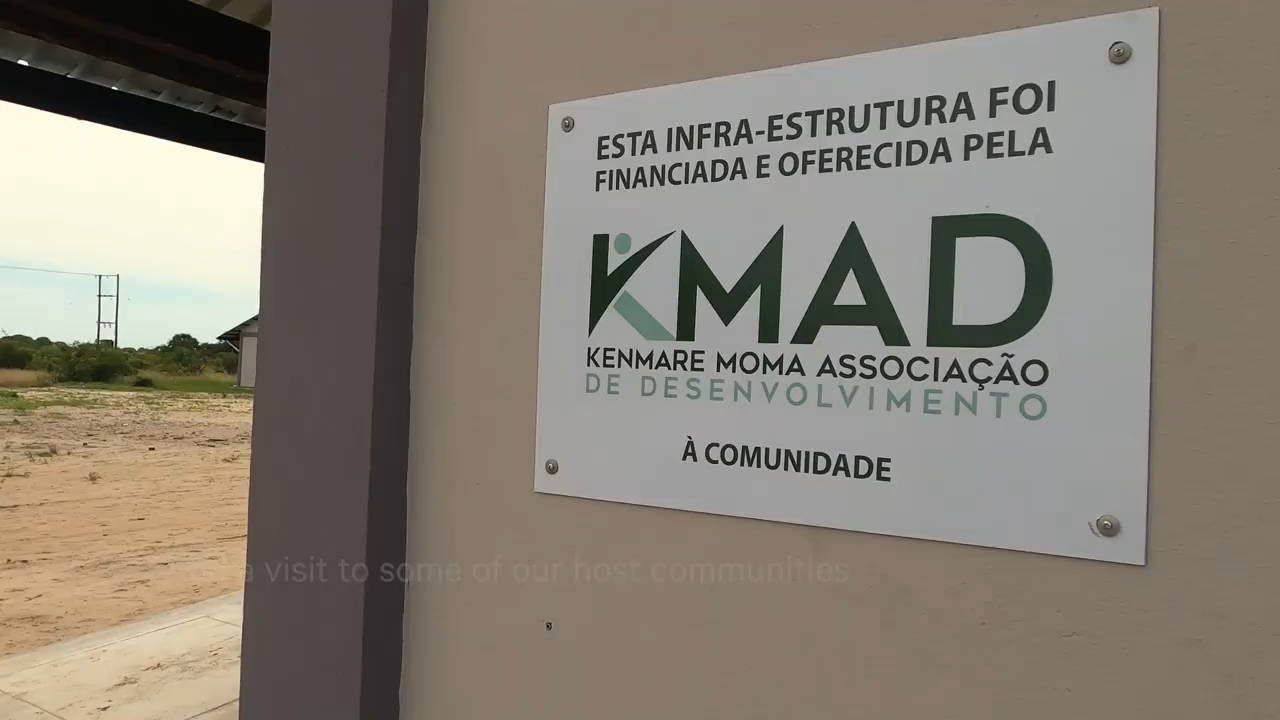 ESTA INFRA-ESTRUTURA FOI
FINANCIADA E OFERECIDA PELA
KMAD
KENMARE MOMA ASSOCIAÇÃO
DE DESENVOLVIMENTO
À COMUNIDADE
a visit to some of our host communities